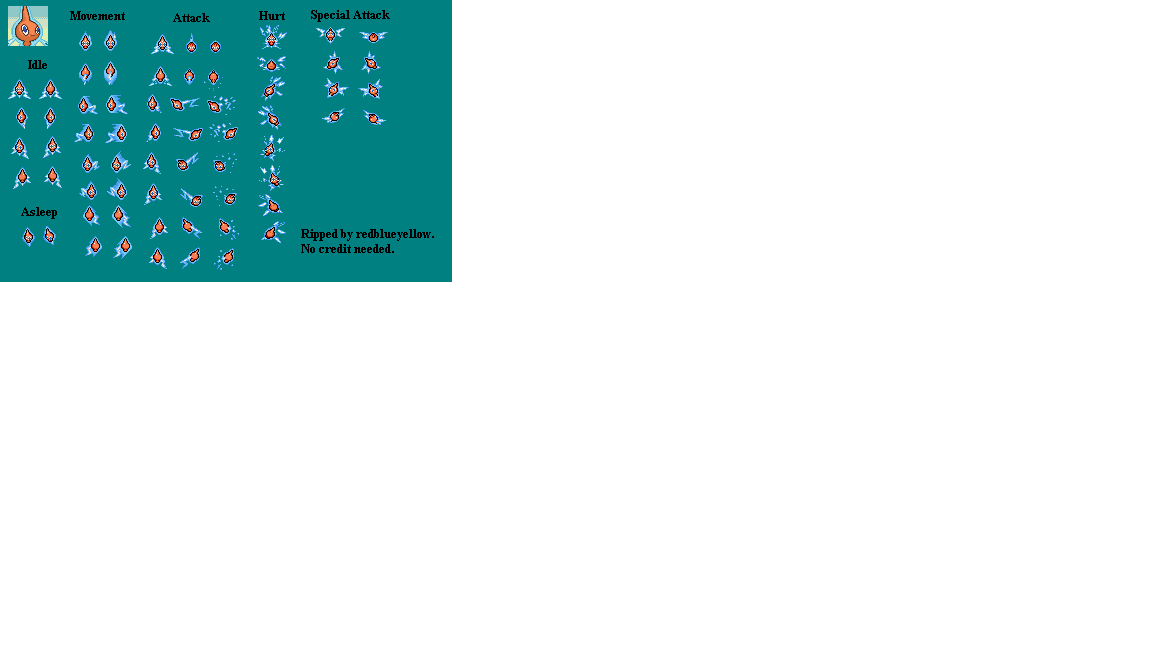 Movement
Attack
Hurt
Special Attack
Idle
Asleep
Ripped by redblueyellow.
No credit needed.